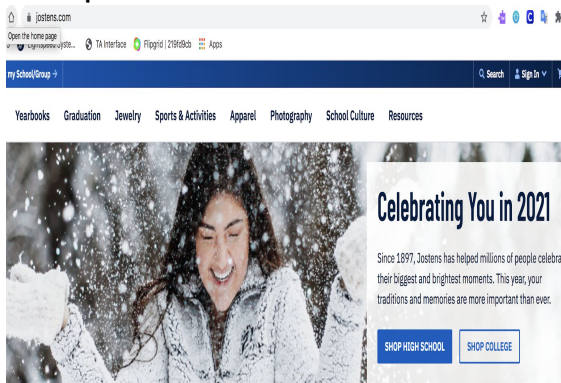 jostens.com
Open the home page
TA Interface Flipgrid | 219fd9cb Apps
my School/Group → Search Sign In
Yearbooks Graduation Jewelry Sports & Activities Apparel Photography School Culture Resources
Celebrating You in 2021
Since 1897, Jostens has helped millions of people celebra
their biggest and brightest moments. This year, your
traditions and memories are more important than ever.
SHOP HIGH SCHOOL SHOP COLLEGE